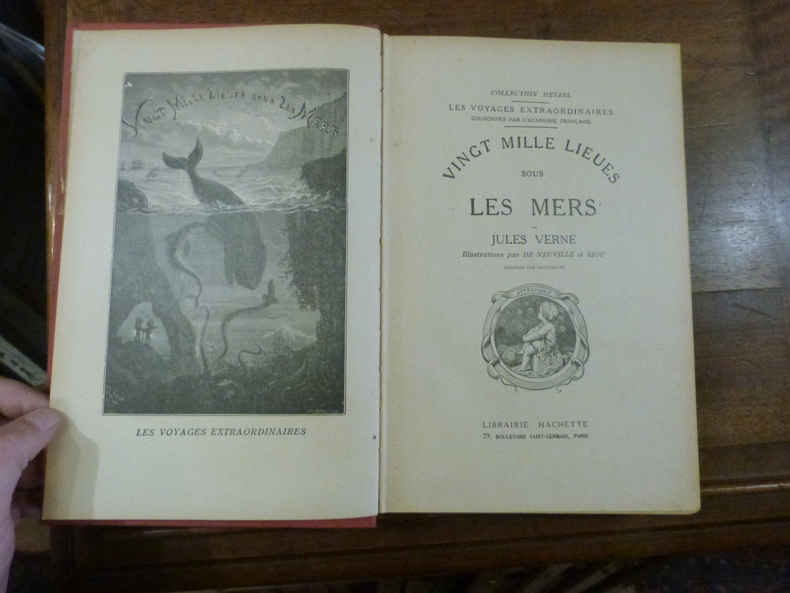 VINGT MILLE LIEUES SOUS LES MERS
LES VOYAGES EXTRAORDINAIRES
COLLECTION HETZEL
LES VOYAGES EXTRAORDINAIRES
COURONNÉS PAR L'ACADÉMIE FRANÇAISE
VINGT MILLE LIEUES
SOUS
LES MERS
PAR
JULES VERNE
Illustrations par DE NEUVILLE et RIOU
ASTRONOMIE
LIBRAIRIE HACHETTE
79, BOULEVARD SAINT-GERMAIN, PARIS